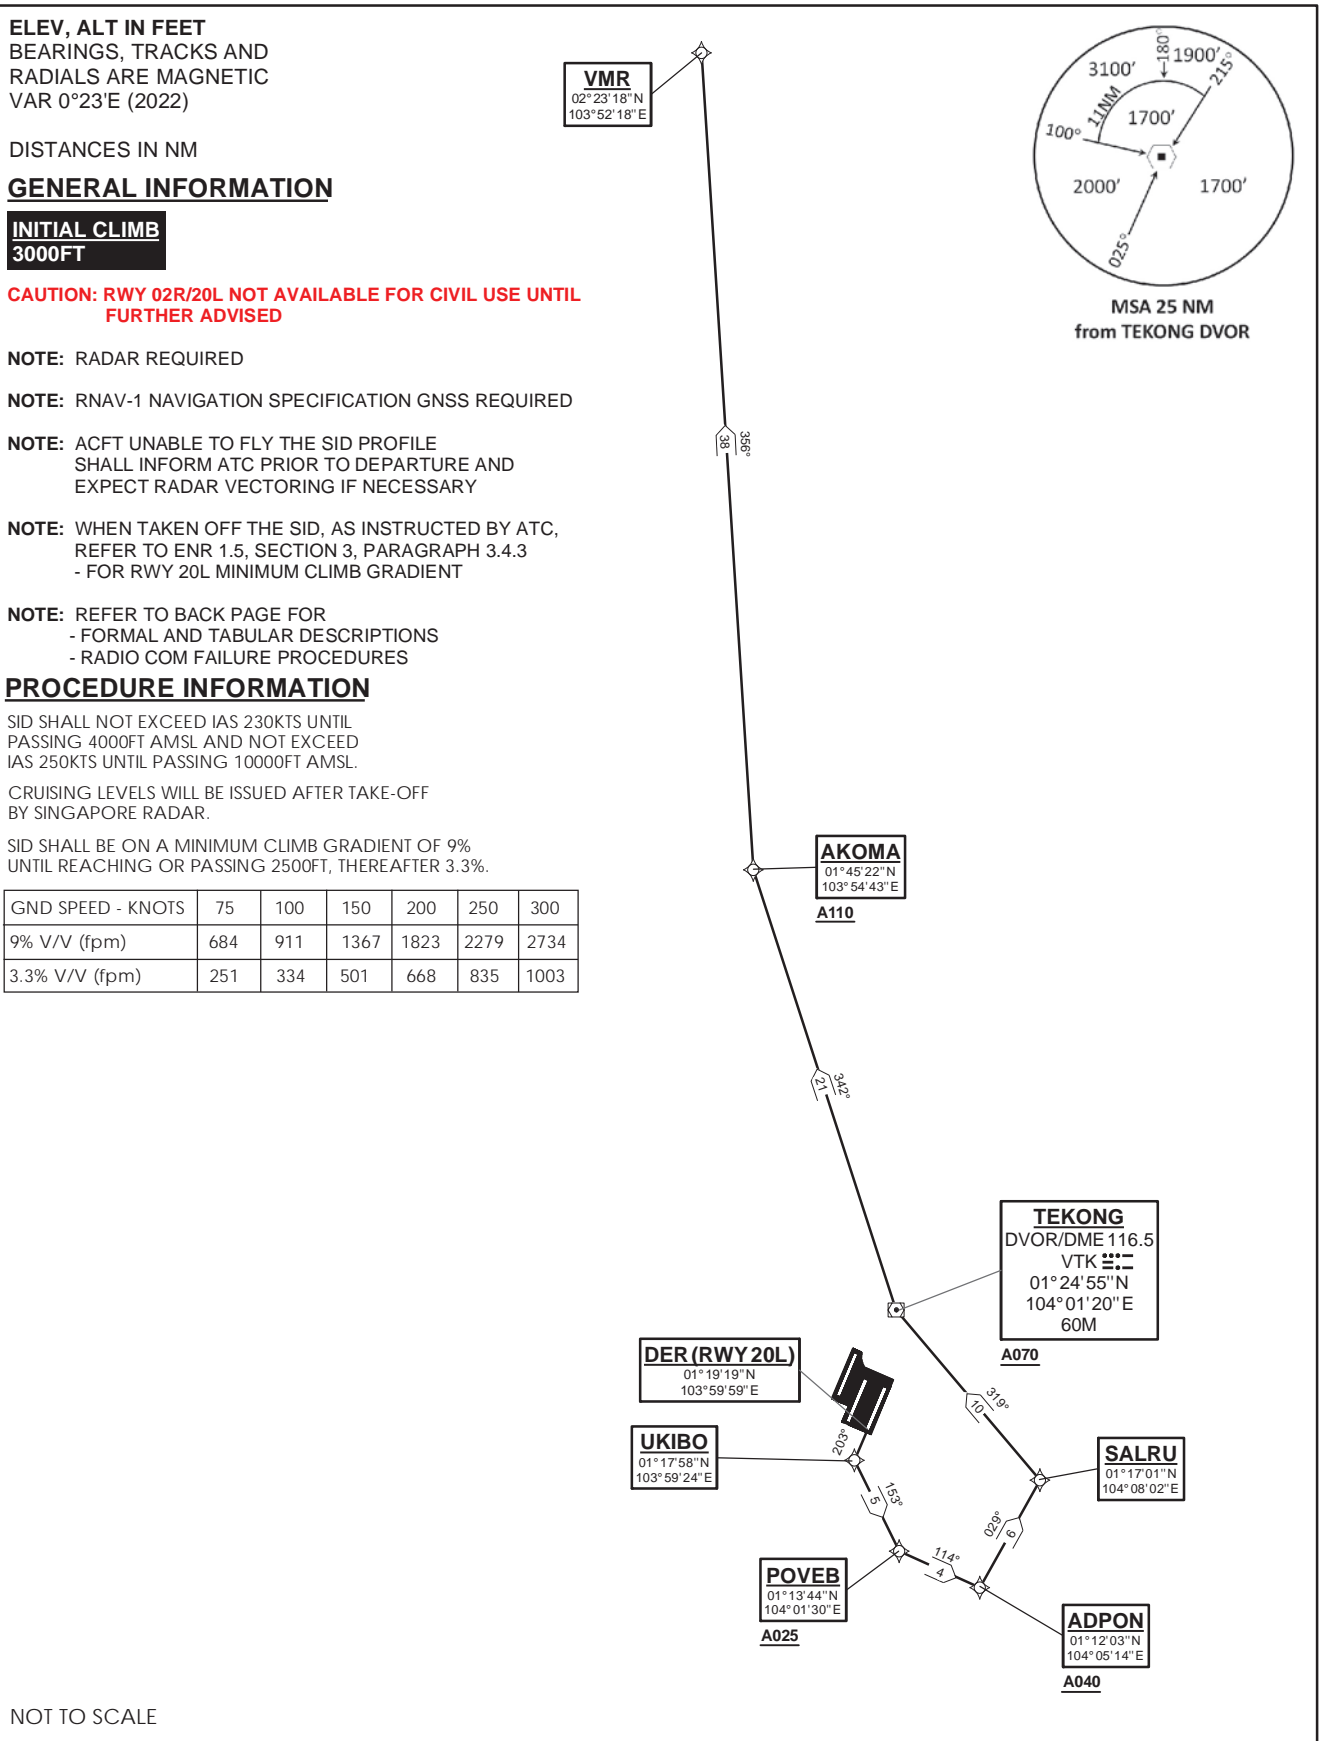 ELEV, ALT IN FEET
BEARINGS, TRACKS AND
RADIALS ARE MAGNETIC
VAR 0°23'E (2022)
DISTANCES IN NM
GENERAL INFORMATION
INITIAL CLIMB
3000FT
CAUTION: RWY 02R/20L NOT AVAILABLE FOR CIVIL USE UNTIL
FURTHER ADVISED
NOTE: RADAR REQUIRED
NOTE: RNAV-1 NAVIGATION SPECIFICATION GNSS REQUIRED
NOTE: ACFT UNABLE TO FLY THE SID PROFILE
SHALL INFORM ATC PRIOR TO DEPARTURE AND
EXPECT RADAR VECTORING IF NECESSARY
NOTE: WHEN TAKEN OFF THE SID, AS INSTRUCTED BY ATC,
REFER TO ENR 1.5, SECTION 3, PARAGRAPH 3.4.3
- FOR RWY 20L MINIMUM CLIMB GRADIENT
NOTE: REFER TO BACK PAGE FOR
- FORMAL AND TABULAR DESCRIPTIONS
- RADIO COM FAILURE PROCEDURES
PROCEDURE INFORMATION
SID SHALL NOT EXCEED IAS 230KTS UNTIL
PASSING 4000FT AMSL AND NOT EXCEED
IAS 250KTS UNTIL PASSING 10000FT AMSL.
CRUISING LEVELS WILL BE ISSUED AFTER TAKE-OFF
BY SINGAPORE RADAR.
SID SHALL BE ON A MINIMUM CLIMB GRADIENT OF 9%
UNTIL REACHING OR PASSING 2500FT, THEREAFTER 3.3%.
GND SPEED - KNOTS 75 100 150 200 250 300
9% V/V (fpm) 684 911 1367 1823 2279 2734
3.3% V/V (fpm) 251 334 501 668 835 1003
VMR
02°23'18"N
103°52'18"E
3100'
180°
1900'
215°
11NM
1700'
100°
2000'
1700'
025°
MSA 25 NM
from TEKONG DVOR
38
356°
AKOMA
01°45'22"N
103°54'43"E
A110
21
342°
TEKONG
DVOR/DME 116.5
VTK
01°24'55"N
104°01'20"E
60M
A070
DER (RWY 20L)
01°19'19"N
103°59'59"E
10
319°
203°
UKIBO
01°17'58"N
103°59'24"E
SALRU
01°17'01"N
104°08'02"E
5
153°
029°
6
114°
4
POVEB
01°13'44"N
104°01'30"E
A025
ADPON
01°12'03"N
104°05'14"E
A040
NOT TO SCALE